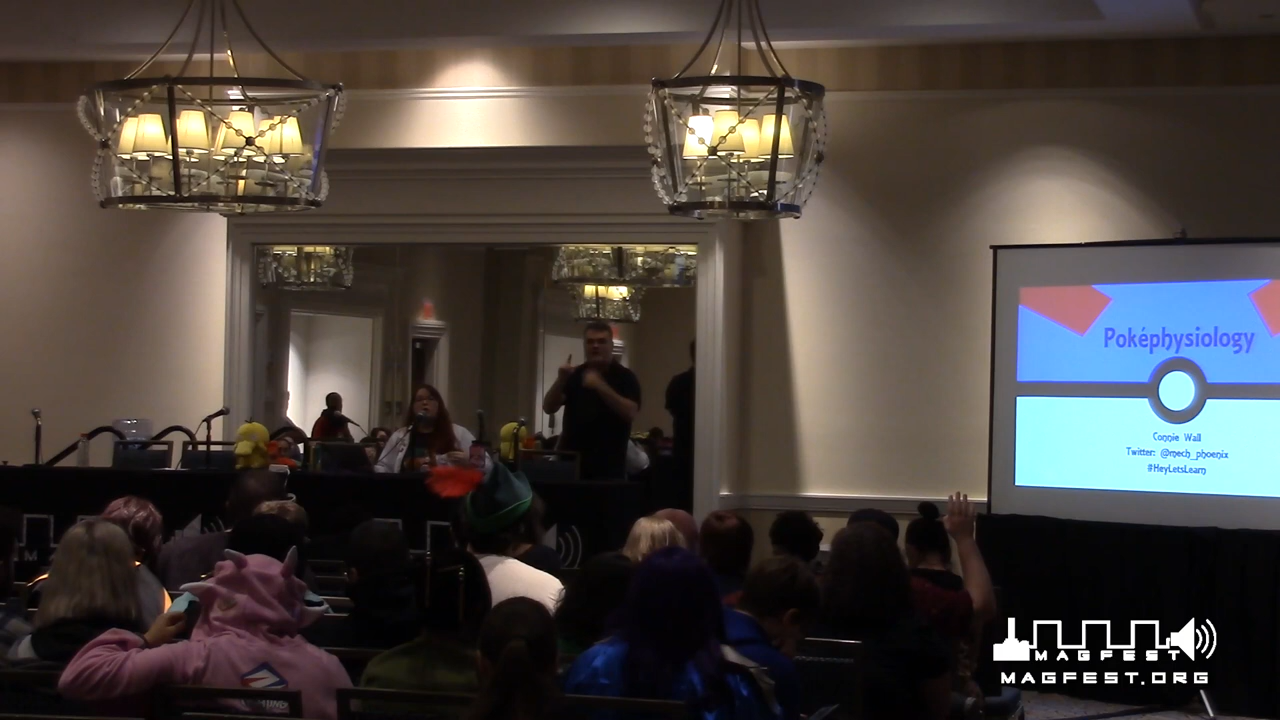 Poképhysiology
Connie Wall
Twitter: @mech_phoenix
#HeyLetsLearn
MAGFEST
MAGFEST.ORG